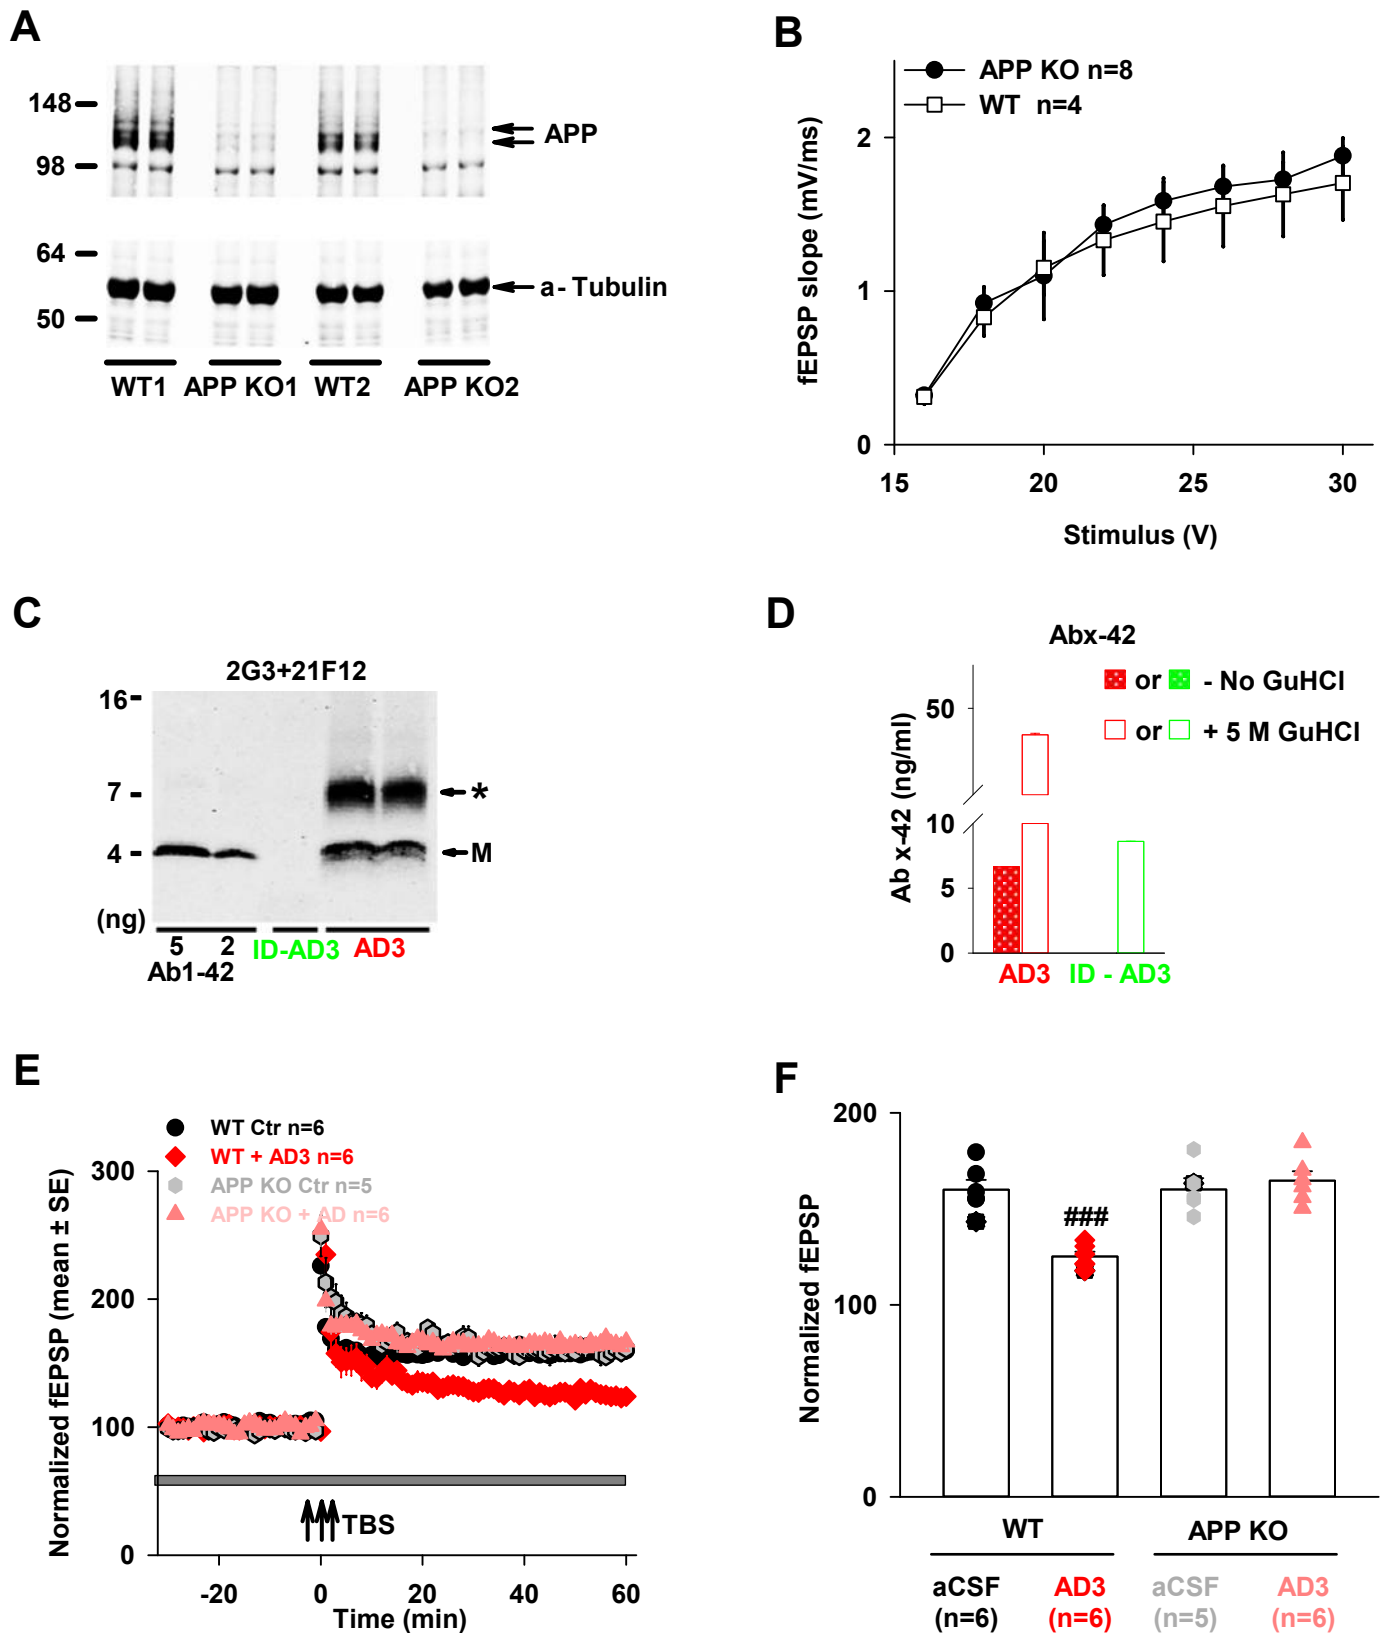 A
148
98
APP
64
50
a- Tubulin
WT1 APP KO1 WT2 APP KO2
B
APP KO n=8
WT n=4
fEPSP slope (mV/ms)
2
1
0
15 20 25 30
Stimulus (V)
C
2G3+21F12
16
7
*
4
M
(ng)
5 2 ID-AD3 AD3
Ab1-42
D
Abx-42
or - No GuHCl
or + 5 M GuHCl
Ab x-42 (ng/ml)
50
10
5
0
AD3 ID - AD3
E
WT Ctr n=6
WT + AD3 n=6
APP KO Ctr n=5
APP KO + AD n=6
Normalized fEPSP (mean ± SE)
300
200
100
0
TBS
-20 0 20 40 60
Time (min)
F
Normalized fEPSP
200
100
0
###
WT APP KO
aCSF AD3 aCSF AD3
(n=6) (n=6) (n=5) (n=6)